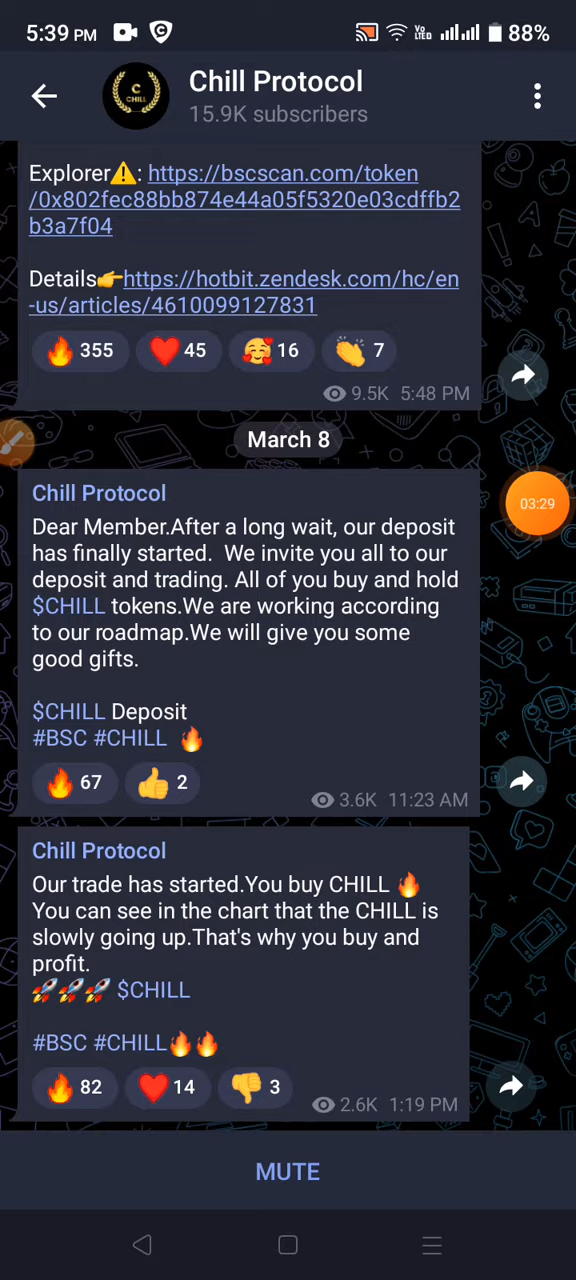 5:39 PM
Vo
LTED
88%
C
CHILL
Chill Protocol
15.9K subscribers
Explorer⚠️: https://bscscan.com/token
/0x802fec88bb874e44a05f5320e03cdffb2
b3a7f04
Details👉https://hotbit.zendesk.com/hc/en
-us/articles/4610099127831
🔥 355 ❤️ 45 🥰 16 👏 7
9.5K 5:48 PM
March 8
03:29
Chill Protocol
Dear Member.After a long wait, our deposit
has finally started.  We invite you all to our
deposit and trading. All of you buy and hold
$CHILL tokens.We are working according
to our roadmap.We will give you some
good gifts.
$CHILL Deposit
#BSC #CHILL 🔥
🔥 67 👍 2
3.6K 11:23 AM
Chill Protocol
Our trade has started.You buy CHILL 🔥
You can see in the chart that the CHILL is
slowly going up.That's why you buy and
profit.
🚀🚀🚀 $CHILL
#BSC #CHILL🔥🔥
🔥 82 ❤️ 14 👎 3
2.6K 1:19 PM
MUTE